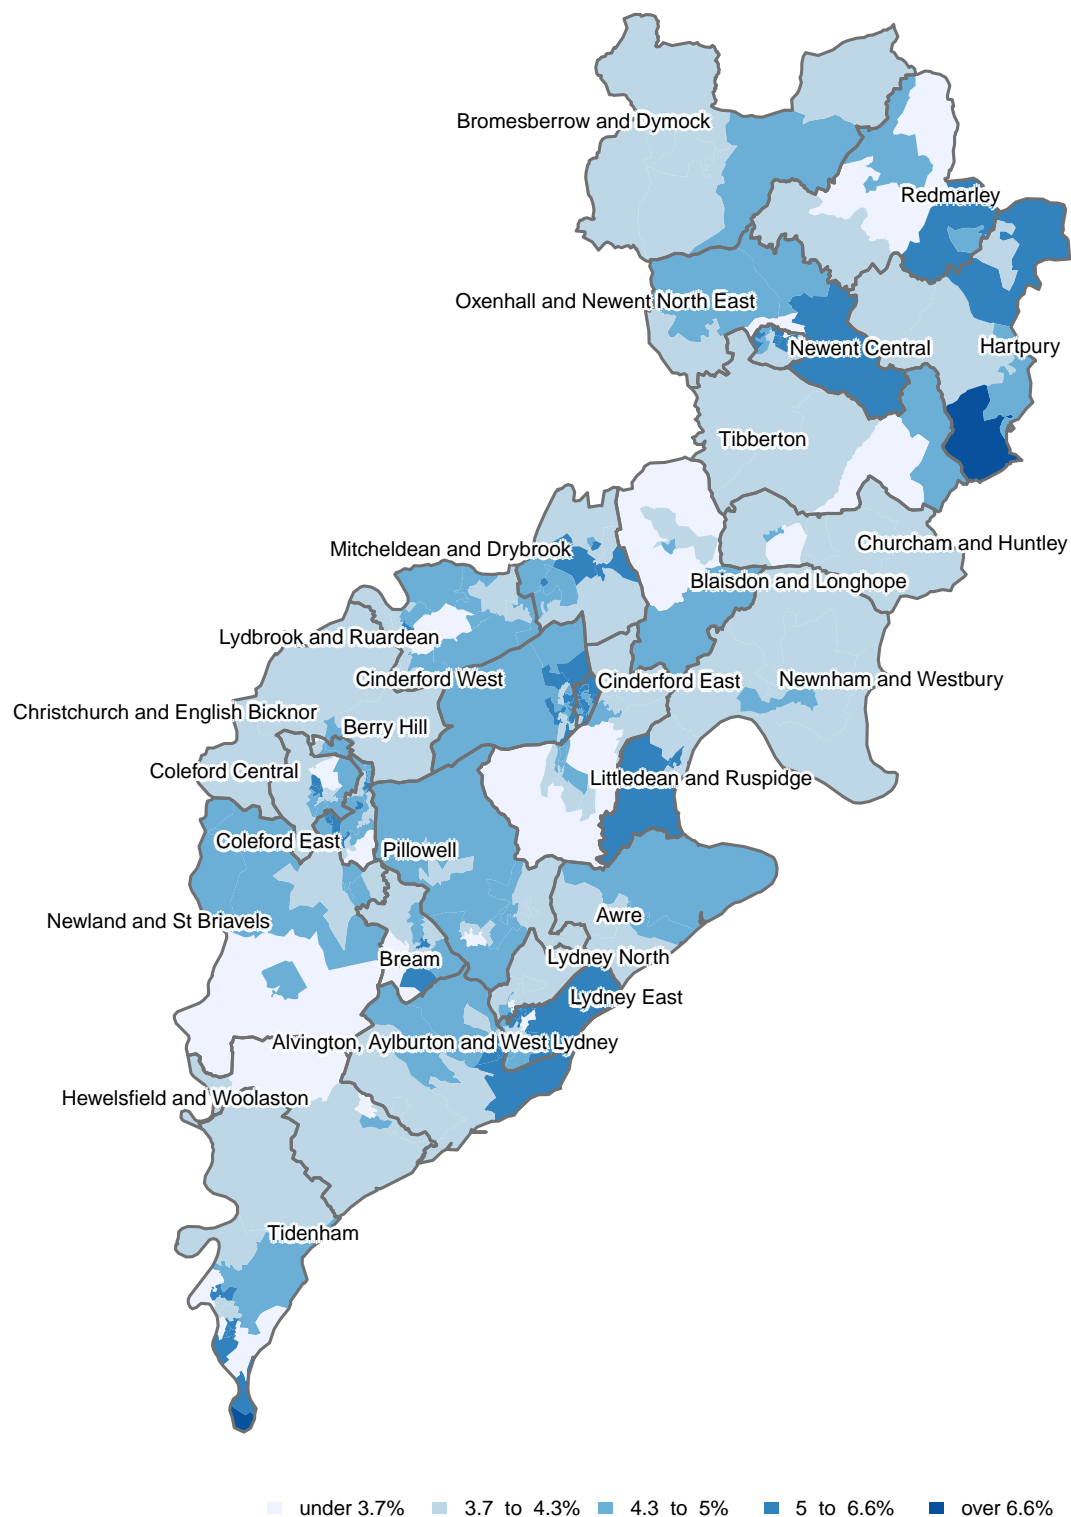 Bromesberrow and Dymock
Redmarley
Oxenhall and Newent North East
Newent Central
Hartpury
Tibberton
Churcham and Huntley
Mitcheldean and Drybrook
Blaisdon and Longhope
Lydbrook and Ruardean
Cinderford West
Cinderford East
Newnham and Westbury
Christchurch and English Bicknor
Berry Hill
Coleford Central
Littledean and Ruspidge
Coleford East
Pillowell
Newland and St Briavels
Awre
Bream
Lydney North
Lydney East
Alvington, Aylburton and West Lydney
Hewelsfield and Woolaston
Tidenham
under 3.7% 3.7 to 4.3% 4.3 to 5% 5 to 6.6% over 6.6%